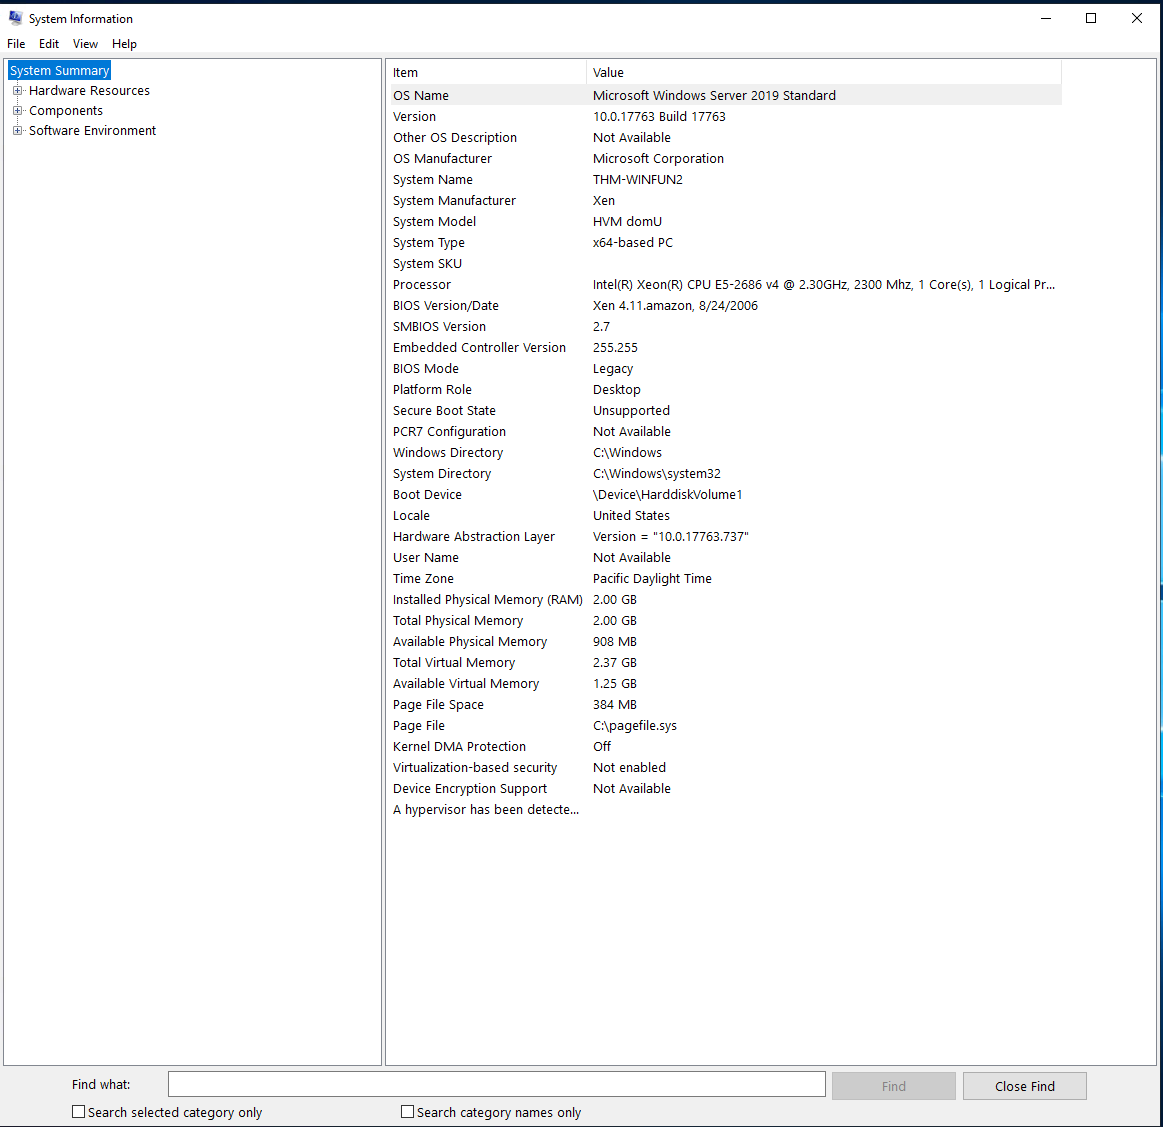 System Information
File Edit View Help
System Summary
Hardware Resources
Components
Software Environment
Item Value
OS Name Microsoft Windows Server 2019 Standard
Version 10.0.17763 Build 17763
Other OS Description Not Available
OS Manufacturer Microsoft Corporation
System Name THM-WINFUN2
System Manufacturer Xen
System Model HVM domU
System Type x64-based PC
System SKU
Processor Intel(R) Xeon(R) CPU E5-2686 v4 @ 2.30GHz, 2300 Mhz, 1 Core(s), 1 Logical Pr...
BIOS Version/Date Xen 4.11.amazon, 8/24/2006
SMBIOS Version 2.7
Embedded Controller Version 255.255
BIOS Mode Legacy
Platform Role Desktop
Secure Boot State Unsupported
PCR7 Configuration Not Available
Windows Directory C:\Windows
System Directory C:\Windows\system32
Boot Device \Device\HarddiskVolume1
Locale United States
Hardware Abstraction Layer Version = "10.0.17763.737"
User Name Not Available
Time Zone Pacific Daylight Time
Installed Physical Memory (RAM) 2.00 GB
Total Physical Memory 2.00 GB
Available Physical Memory 908 MB
Total Virtual Memory 2.37 GB
Available Virtual Memory 1.25 GB
Page File Space 384 MB
Page File C:\pagefile.sys
Kernel DMA Protection Off
Virtualization-based security Not enabled
Device Encryption Support Not Available
A hypervisor has been detecte...
Find what: Find Close Find
Search selected category only Search category names only